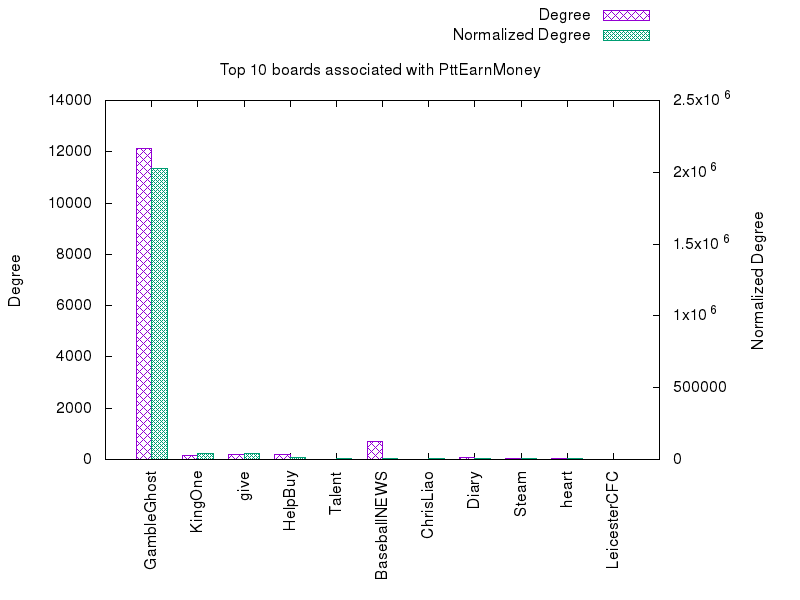 Degree
Normalized Degree
Top 10 boards associated with PttEarnMoney
14000
12000
10000
8000
6000
4000
2000
0
Degree
2.5x10^6
2x10^6
1.5x10^6
1x10^6
500000
0
Normalized Degree
GambleGhost
KingOne
give
HelpBuy
Talent
BaseballNEWS
ChrisLiao
Diary
Steam
heart
LeicesterCFC